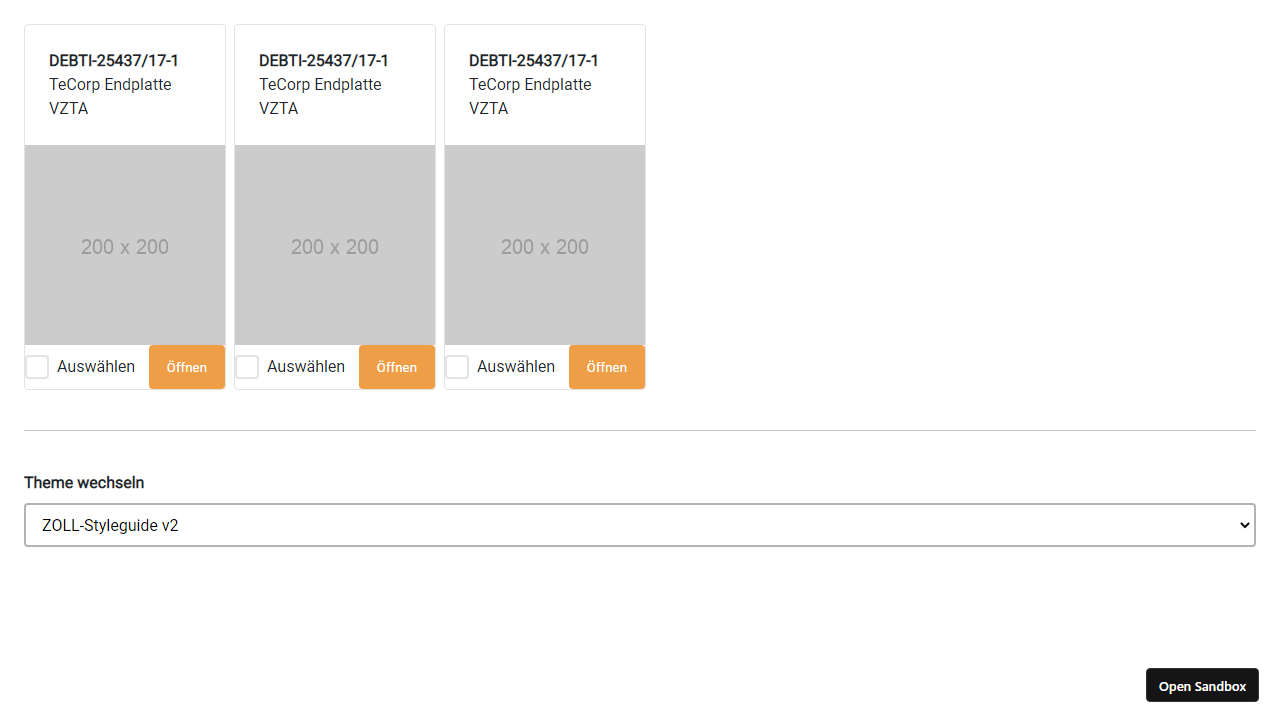 DEBTI-25437/17-1
TeCorp Endplatte
VZTA
200 x 200
Auswählen
Öffnen
DEBTI-25437/17-1
TeCorp Endplatte
VZTA
200 x 200
Auswählen
Öffnen
DEBTI-25437/17-1
TeCorp Endplatte
VZTA
200 x 200
Auswählen
Öffnen
Theme wechseln
ZOLL-Styleguide v2
Open Sandbox